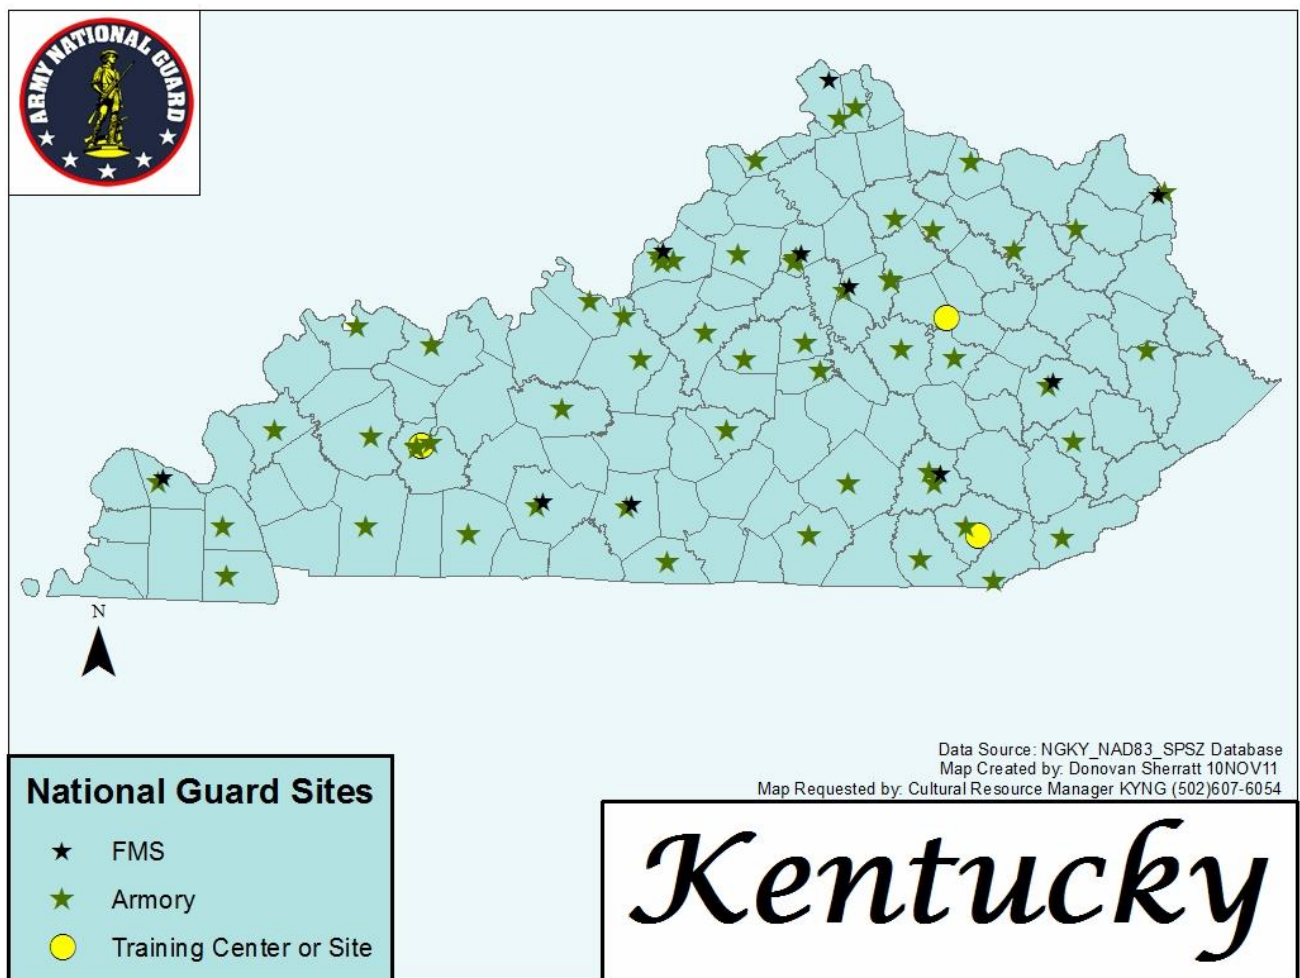 ARMY NATIONAL GUARD
N
Data Source: NGKY_NAD83_SPSZ Database
Map Created by: Donovan Sherratt 10NOV11
Map Requested by: Cultural Resource Manager KYNG (502)607-6054
National Guard Sites
FMS
Armory
Training Center or Site
Kentucky